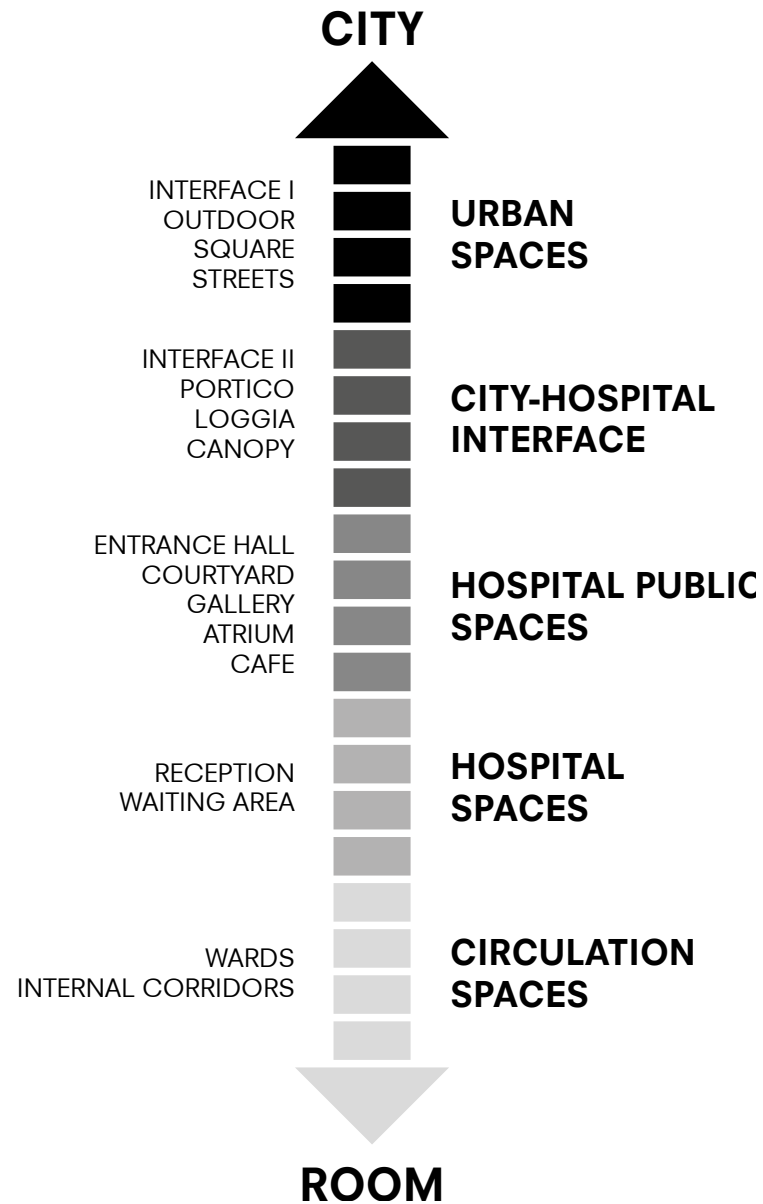 CITY
INTERFACE I
OUTDOOR
SQUARE
STREETS
URBAN
SPACES
INTERFACE II
PORTICO
LOGGIA
CANOPY
CITY-HOSPITAL
INTERFACE
ENTRANCE HALL
COURTYARD
GALLERY
ATRIUM
CAFE
HOSPITAL PUBLIC
SPACES
RECEPTION
WAITING AREA
HOSPITAL
SPACES
WARDS
INTERNAL CORRIDORS
CIRCULATION
SPACES
ROOM